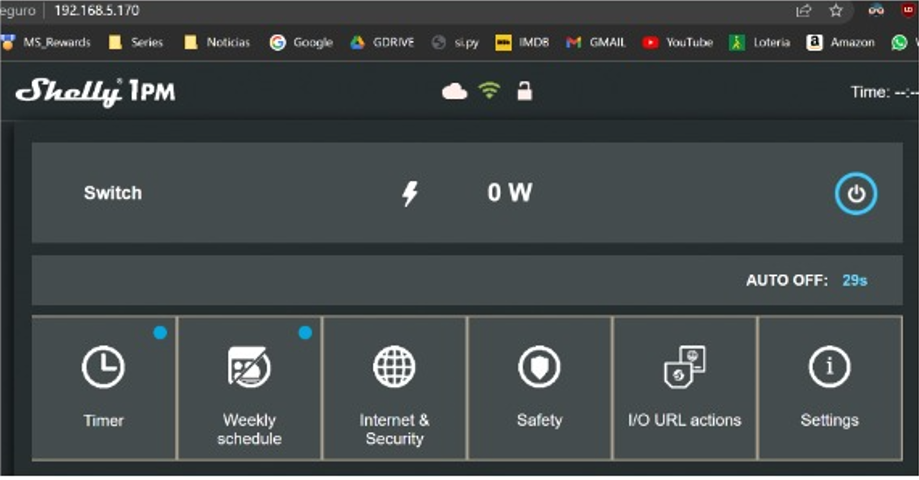 eguro 192.168.5.170
MS_Rewards Series Noticias Google GDRIVE si.py IMDB GMAIL YouTube Loteria Amazon
Shelly 1PM Time: --:--
Switch 0 W
AUTO OFF: 29s
Timer
Weekly
schedule
Internet &
Security
Safety
I/O URL actions
Settings